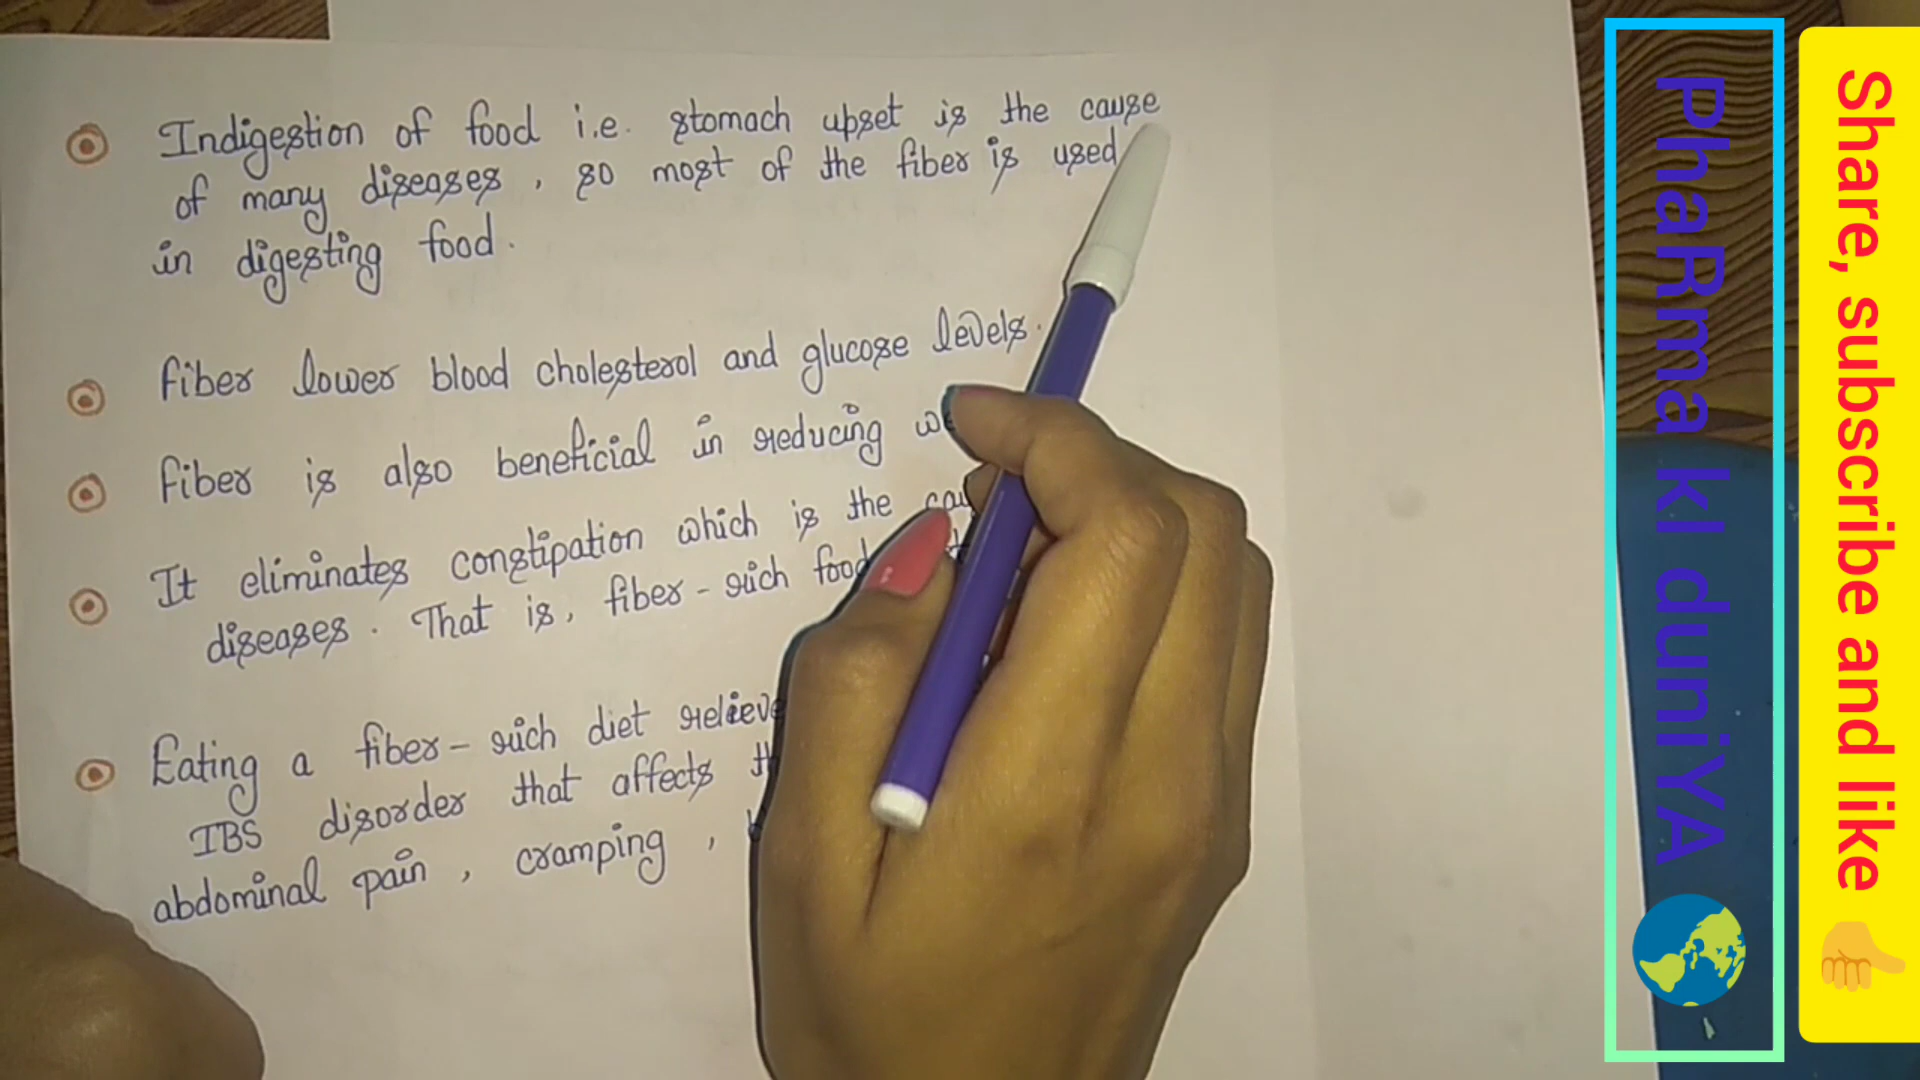 Indigestion of food i.e. stomach upset is the cause
of many diseases, so most of the fiber is used
in digesting food.
fiber lower blood cholesterol and glucose levels.
fiber is also beneficial in reducing
It eliminates constipation which is the
diseases. That is, fiber-rich
Eating a fiber-rich diet
IBS disorder that affects
abdominal pain, cramping,
PhaRma kI duniYA
Share, subscribe and like